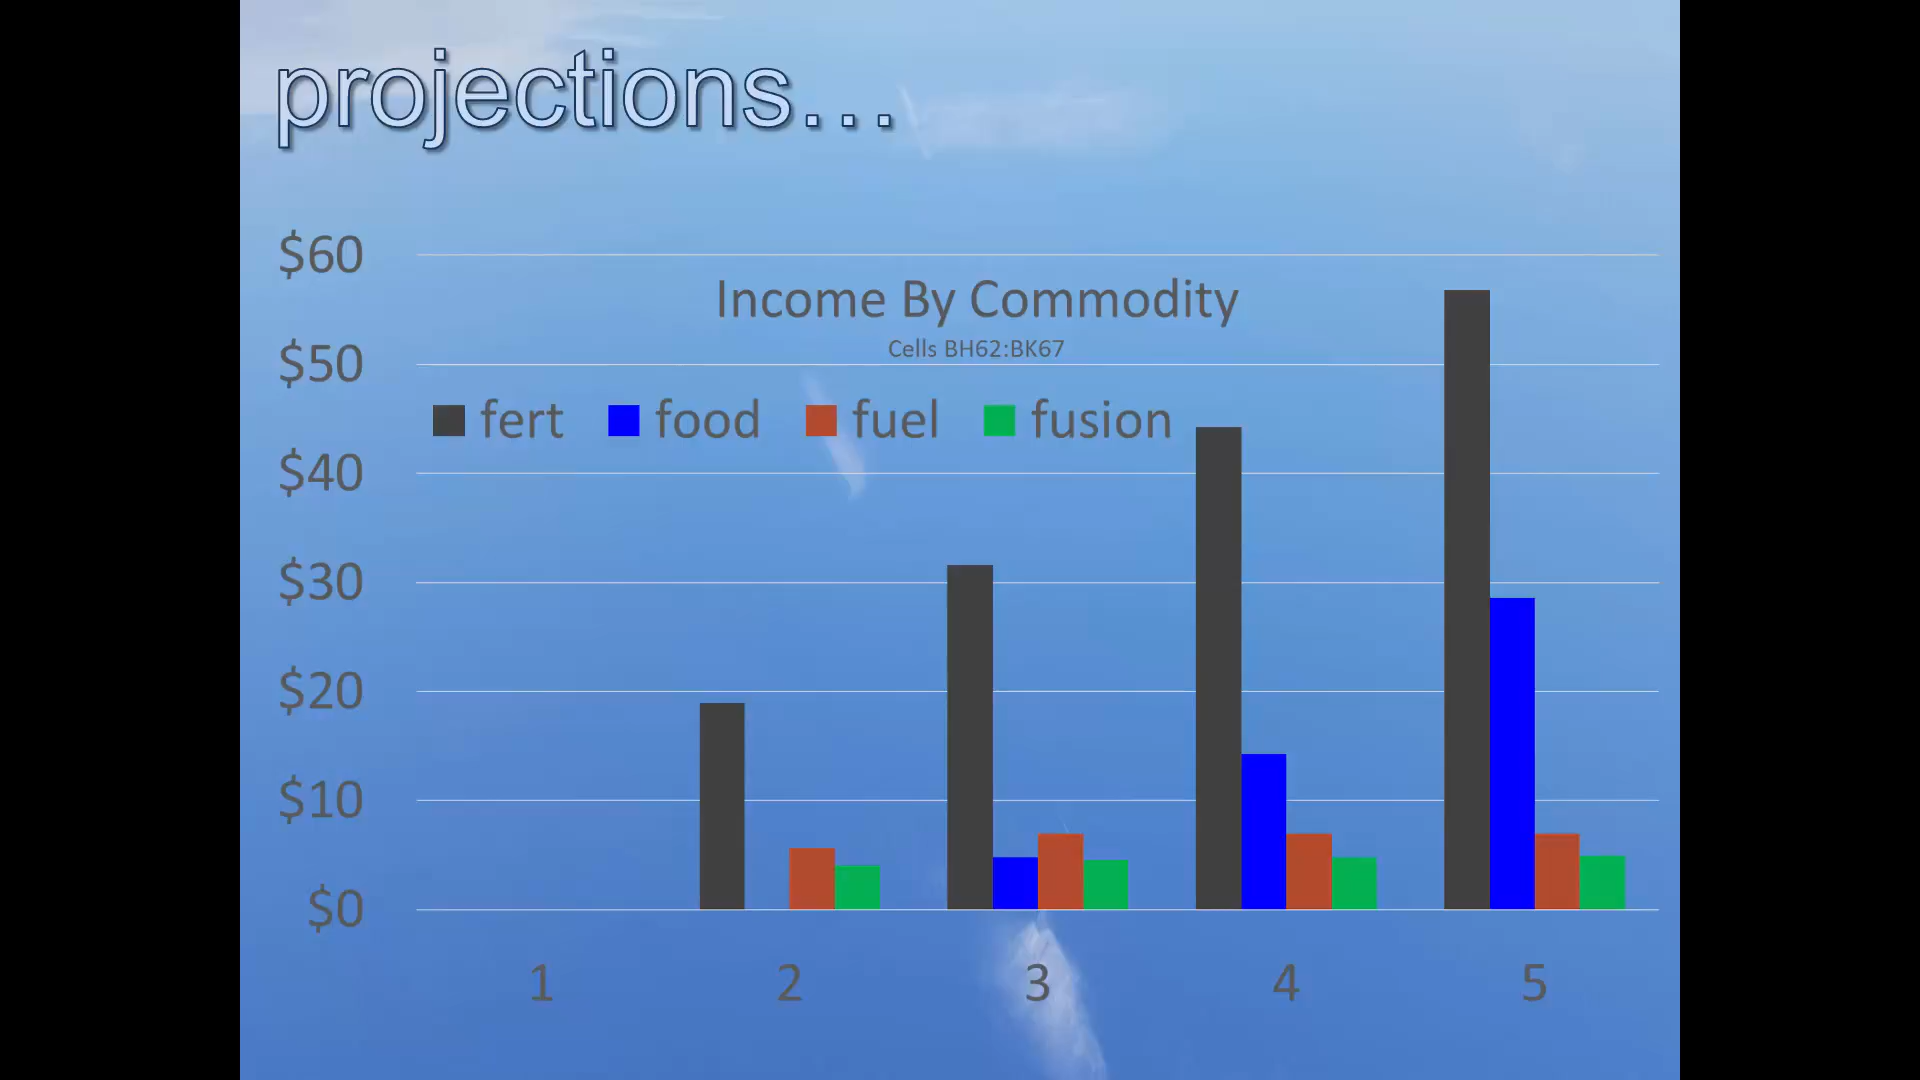 projections...
$60
Income By Commodity
Cells BH62:BK67
$50
fert food fuel fusion
$40
$30
$20
$10
$0
1 2 3 4 5